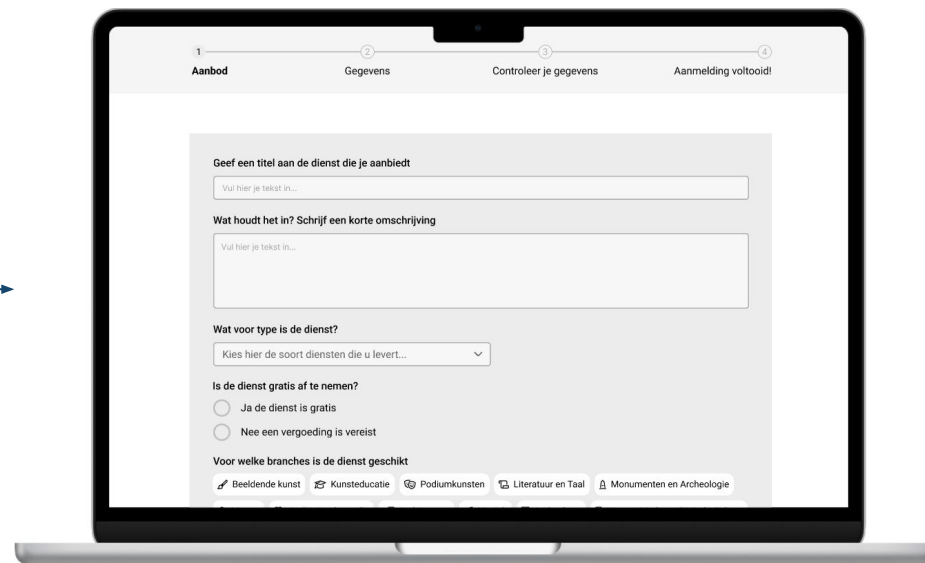 1 2 3 4
Aanbod Gegevens Controleer je gegevens Aanmelding voltooid!
Geef een titel aan de dienst die je aanbiedt
Vul hier je tekst in...
Wat houdt het in? Schrijf een korte omschrijving
Vul hier je tekst in...
Wat voor type is de dienst?
Kies hier de soort diensten die u levert...
Is de dienst gratis af te nemen?
Ja de dienst is gratis
Nee een vergoeding is vereist
Voor welke branches is de dienst geschikt
Beeldende kunst Kunsteducatie Podiumkunsten Literatuur en Taal Monumenten en Archeologie